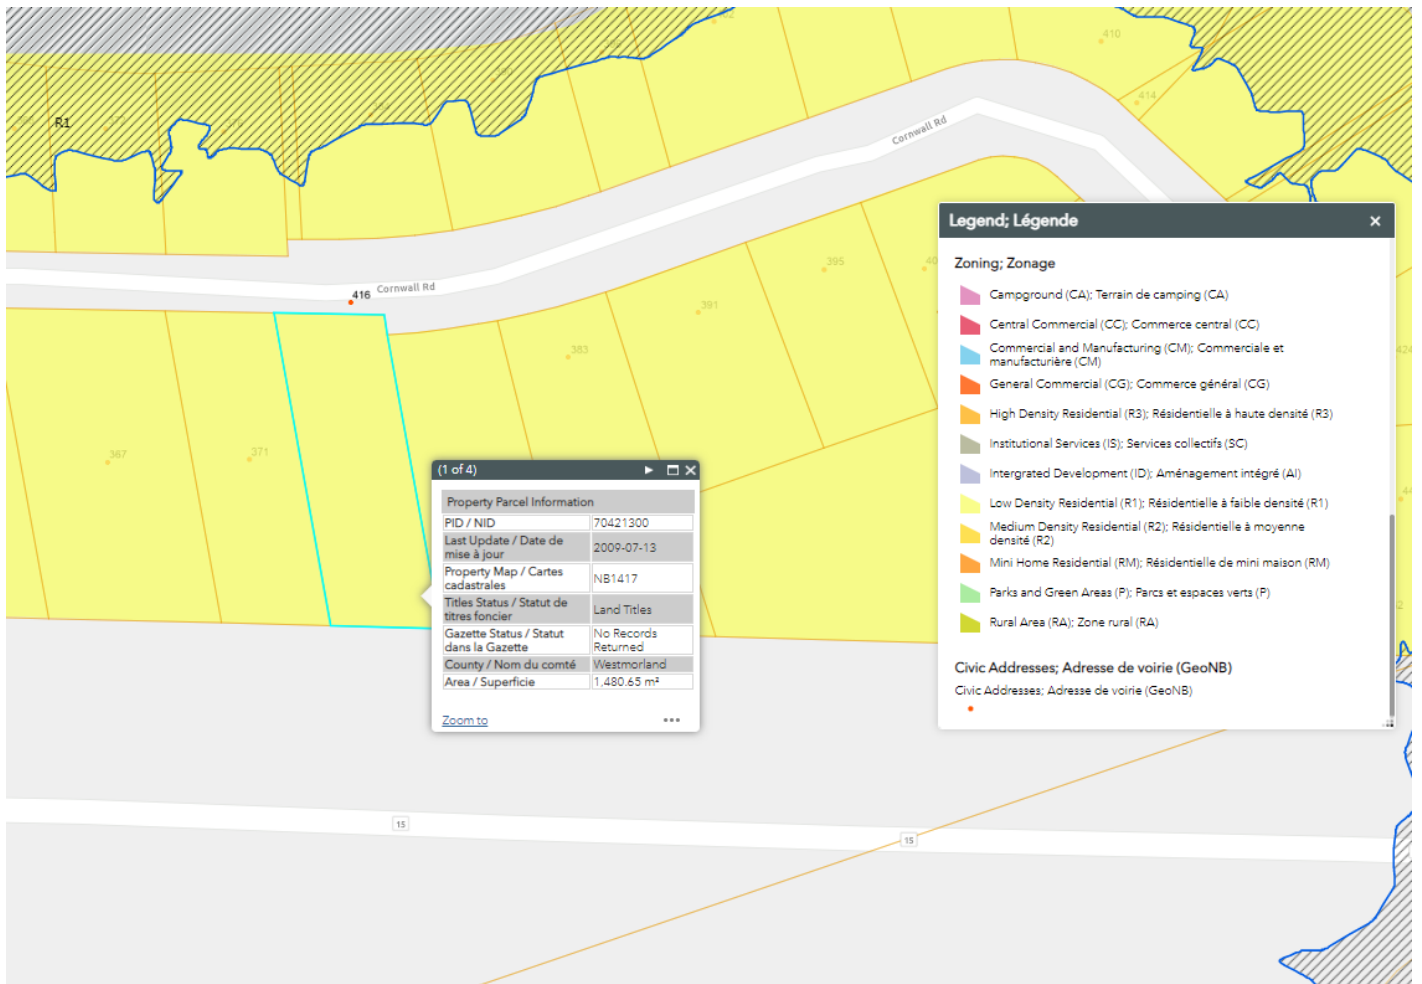 410
414
R1
Cornwall Rd
416
Cornwall Rd
395
391
383
371
367
15
15
(1 of 4)
Property Parcel Information
PID / NID 70421300
Last Update / Date de
mise à jour 2009-07-13
Property Map / Cartes
cadastrales NB1417
Titles Status / Statut de
titres foncier Land Titles
Gazette Status / Statut
dans la Gazette No Records
Returned
County / Nom du comté Westmorland
Area / Superficie 1,480.65 m²
Zoom to
Legend; Légende
Zoning; Zonage
Campground (CA); Terrain de camping (CA)
Central Commercial (CC); Commerce central (CC)
Commercial and Manufacturing (CM); Commerciale et
manufacturière (CM)
General Commercial (CG); Commerce général (CG)
High Density Residential (R3); Résidentielle à haute densité (R3)
Institutional Services (IS); Services collectifs (SC)
Intergrated Development (ID); Aménagement intégré (AI)
Low Density Residential (R1); Résidentielle à faible densité (R1)
Medium Density Residential (R2); Résidentielle à moyenne
densité (R2)
Mini Home Residential (RM); Résidentielle de mini maison (RM)
Parks and Green Areas (P); Parcs et espaces verts (P)
Rural Area (RA); Zone rural (RA)
Civic Addresses; Adresse de voirie (GeoNB)
Civic Addresses; Adresse de voirie (GeoNB)